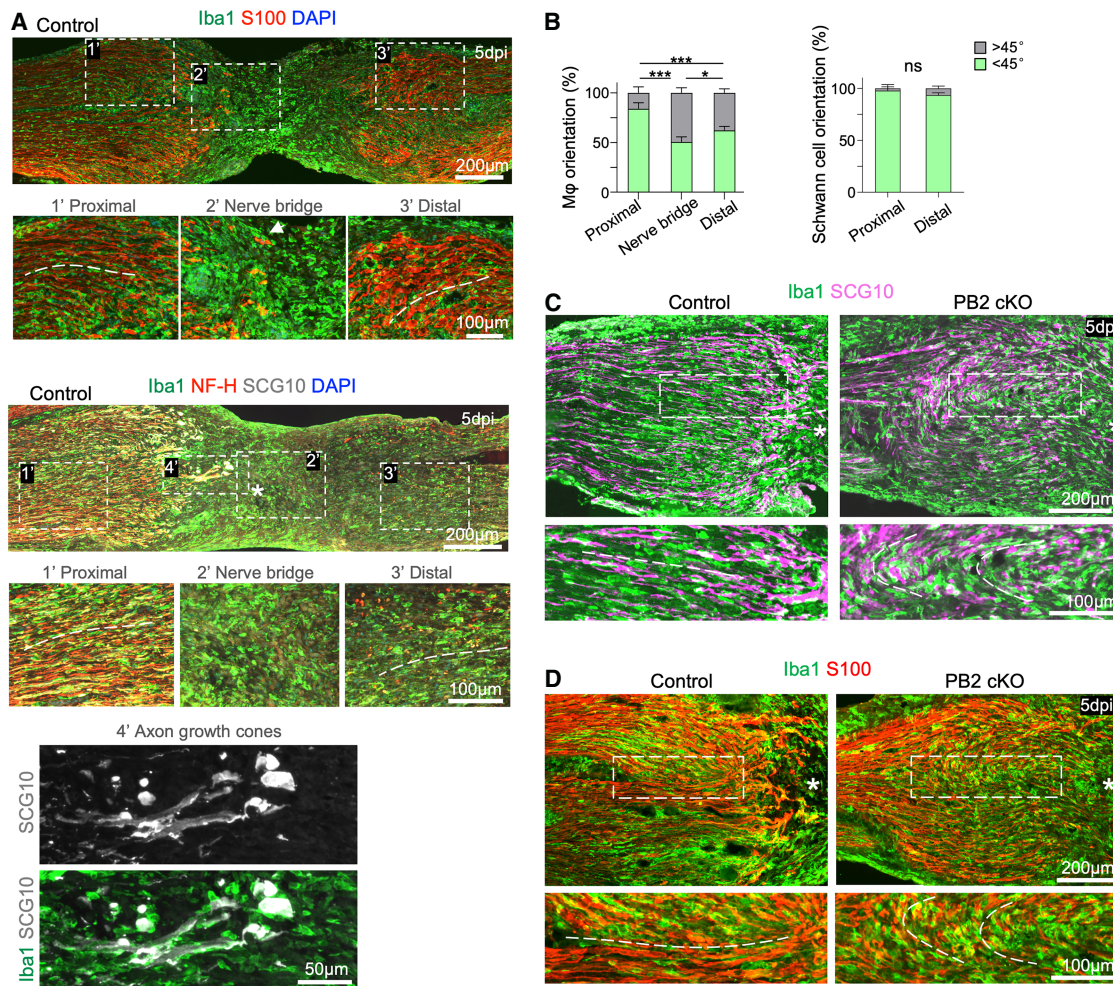 A
Iba1 S100 DAPI
Control
5dpi
1’
2’
3’
200μm
1’ Proximal
2’ Nerve bridge
3’ Distal
100μm
Iba1 NF-H SCG10 DAPI
Control
5dpi
1’
4’
2’
3’
*
200μm
1’ Proximal
2’ Nerve bridge
3’ Distal
100μm
4’ Axon growth cones
SCG10
Iba1 SCG10
50μm
B
Mφ orientation (%)
***
*** *
100
50
0
Proximal
Nerve bridge
Distal
Schwann cell orientation (%)
ns
100
50
0
Proximal
Distal
>45°
<45°
C
Iba1 SCG10
Control
PB2 cKO
5dpi
*
200μm
100μm
D
Iba1 S100
Control
PB2 cKO
5dpi
*
*
200μm
100μm